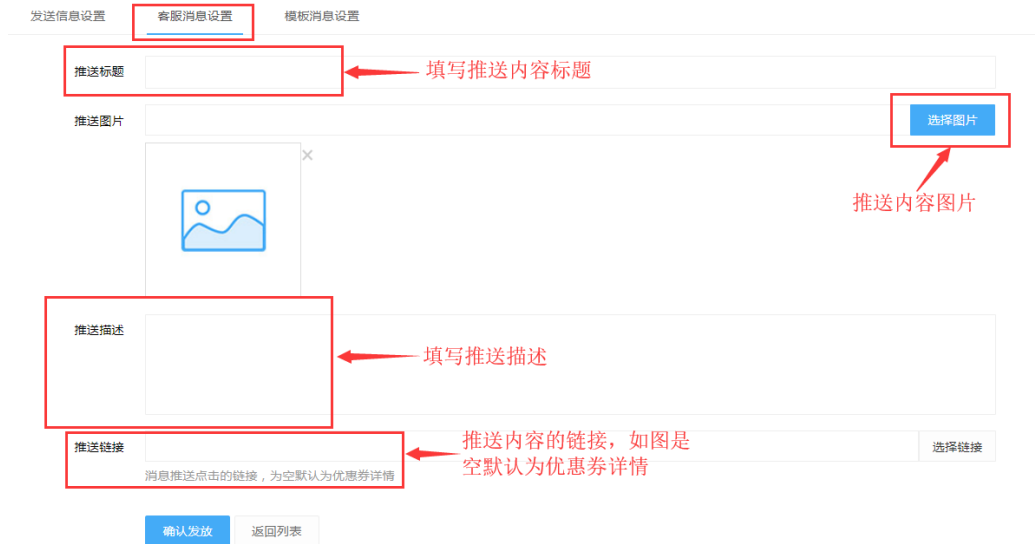 发送信息设置 客服消息设置 模板消息设置
推送标题
填写推送内容标题
推送图片
选择图片
推送内容图片
推送描述
填写推送描述
推送链接
推送内容的链接，如图是
空默认为优惠券详情
选择链接
消息推送点击的链接，为空默认为优惠券详情
确认发放 返回列表